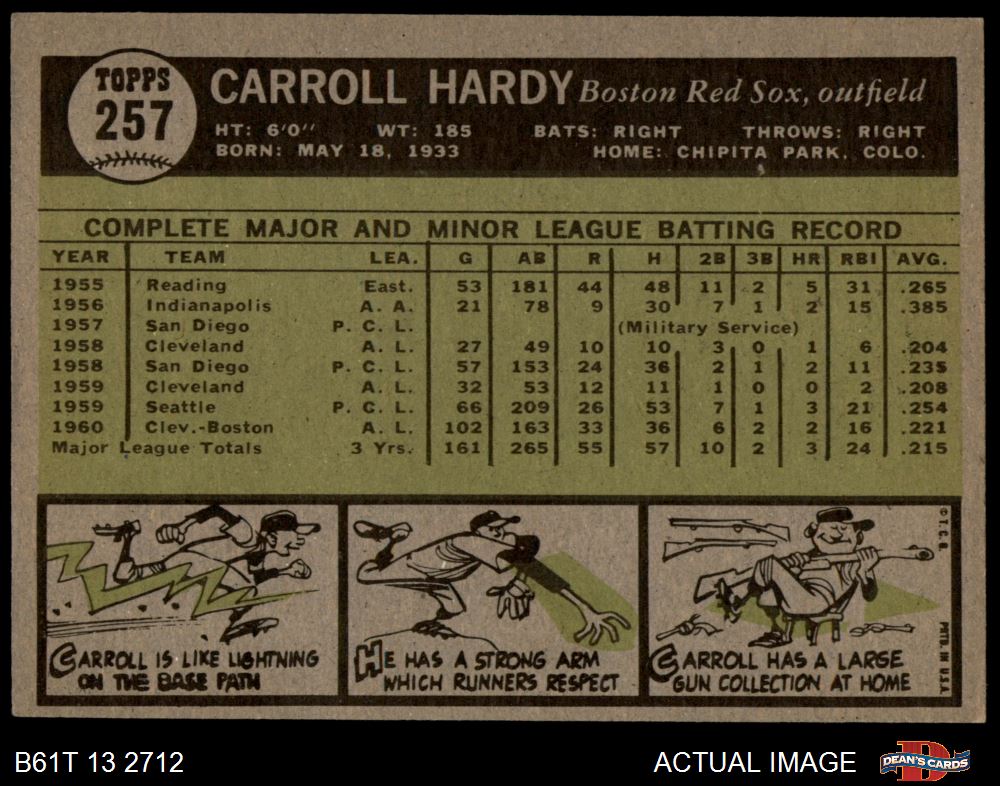 TOPPS
257
CARROLL HARDY Boston Red Sox, outfield
HT: 6'0" WT: 185 BATS: RIGHT THROWS: RIGHT
BORN: MAY 18, 1933 HOME: CHIPITA PARK, COLO.
COMPLETE MAJOR AND MINOR LEAGUE BATTING RECORD
YEAR TEAM LEA. G AB R H 2B 3B HR RBI AVG.
1955 Reading East. 53 181 44 48 11 2 5 31 .265
1956 Indianapolis A. A. 21 78 9 30 7 1 2 15 .385
1957 San Diego P. C. L. (Military Service)
1958 Cleveland A. L. 27 49 10 10 3 0 1 6 .204
1958 San Diego P. C. L. 57 153 24 36 2 1 2 11 .235
1959 Cleveland A. L. 32 53 12 11 1 0 0 2 .208
1959 Seattle P. C. L. 66 209 26 53 7 1 3 21 .254
1960 Clev.-Boston A. L. 102 163 33 36 6 2 2 16 .221
Major League Totals 3 Yrs. 161 265 55 57 10 2 3 24 .215
CARROLL IS LIKE LIGHTNING
ON THE BASE PATH
HE HAS A STRONG ARM
WHICH RUNNERS RESPECT
CARROLL HAS A LARGE
GUN COLLECTION AT HOME
© T. C. G. PRTD. IN U.S.A.
B61T 13 2712
ACTUAL IMAGE
D
DEAN'S CARDS